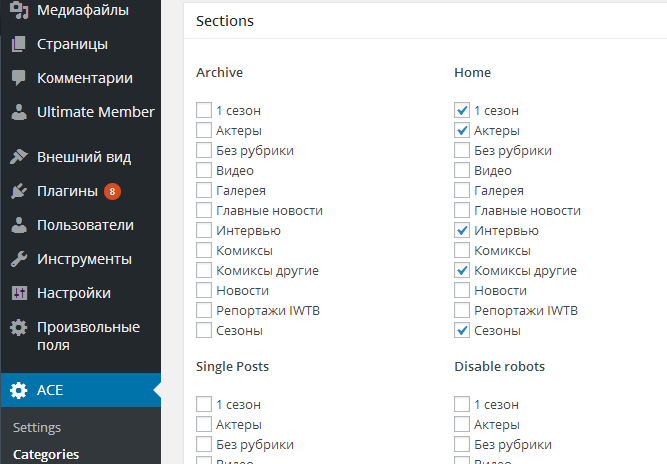 Медиафайлы
Страницы
Комментарии
Ultimate Member
Внешний вид
Плагины 8
Пользователи
Инструменты
Настройки
Произвольные
поля
ACE
Settings
Categories
Sections
Archive
1 сезон
Актеры
Без рубрики
Видео
Галерея
Главные новости
Интервью
Комиксы
Комиксы другие
Новости
Репортажи IWTB
Сезоны
Home
1 сезон
Актеры
Без рубрики
Видео
Галерея
Главные новости
Интервью
Комиксы
Комиксы другие
Новости
Репортажи IWTB
Сезоны
Single Posts
1 сезон
Актеры
Без рубрики
Видео
Disable robots
1 сезон
Актеры
Без рубрики
Видео